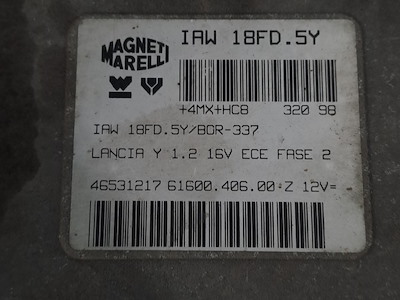 MAGNETI
MARELLI
IAW 18FD.5Y
+4MX+HC8 320 98
IAW 18FD.5Y/BOR-337
LANCIA Y 1.2 16V ECE FASE 2
46531217 61600.406.00-Z 12V=